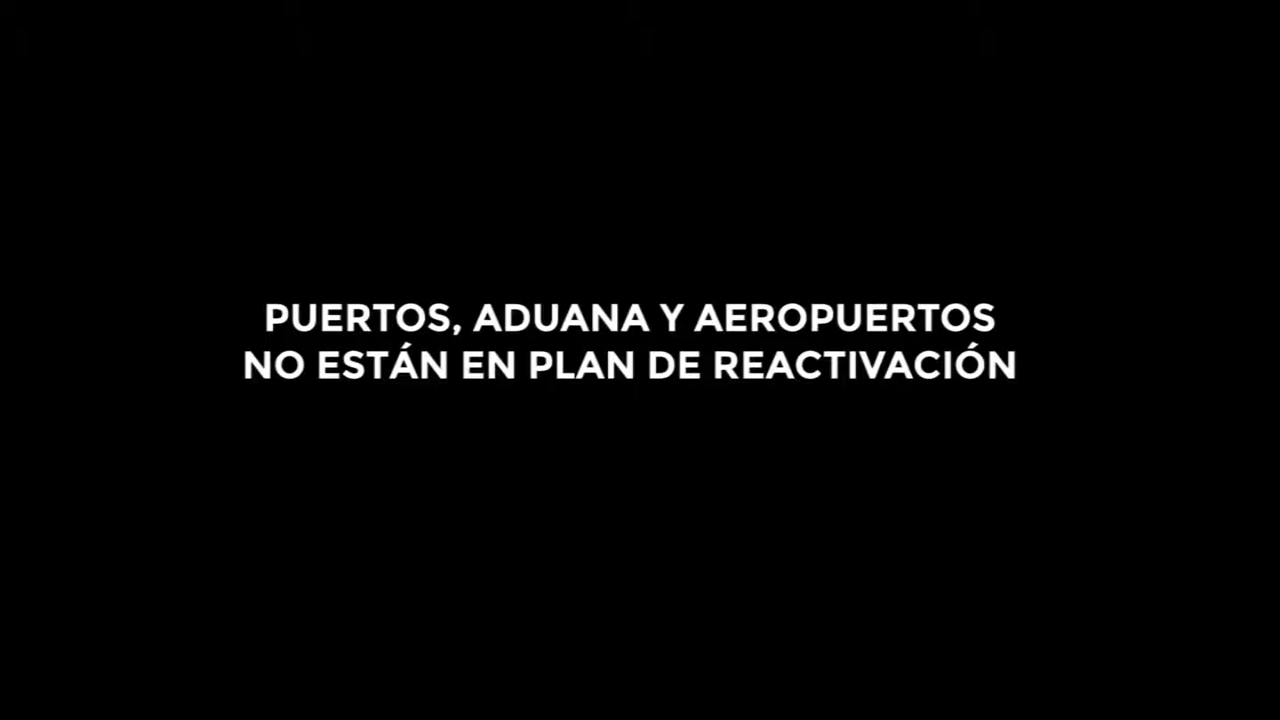 PUERTOS, ADUANA Y AEROPUERTOS
NO ESTÁN EN PLAN DE REACTIVACIÓN